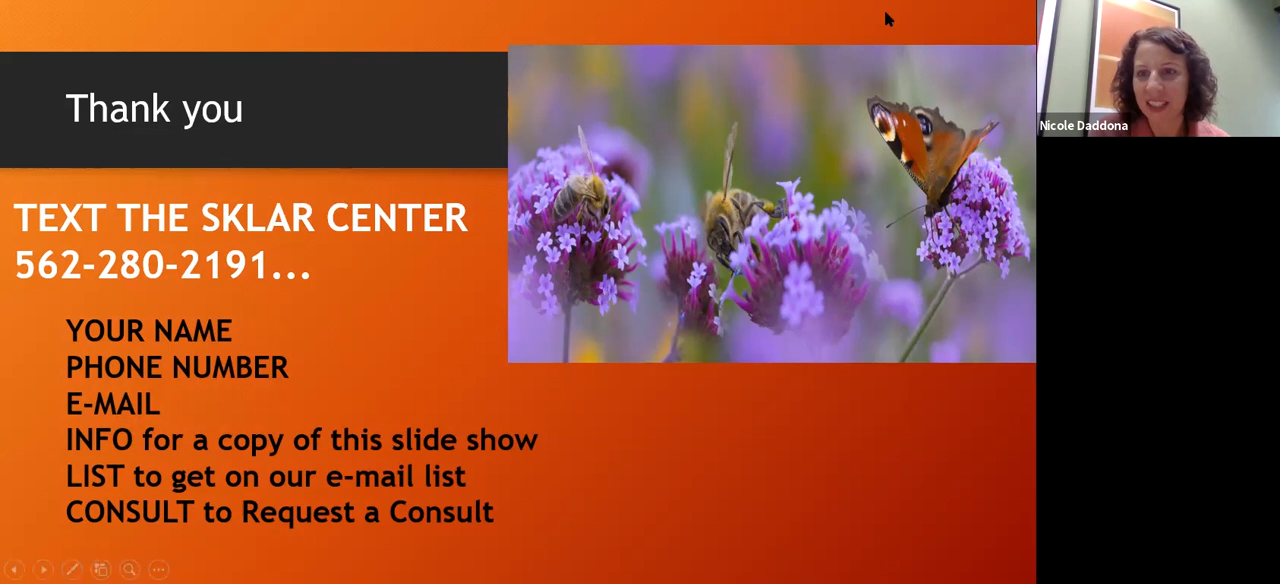 Thank you
TEXT THE SKLAR CENTER
562-280-2191...
YOUR NAME
PHONE NUMBER
E-MAIL
INFO for a copy of this slide show
LIST to get on our e-mail list
CONSULT to Request a Consult
Nicole Daddona